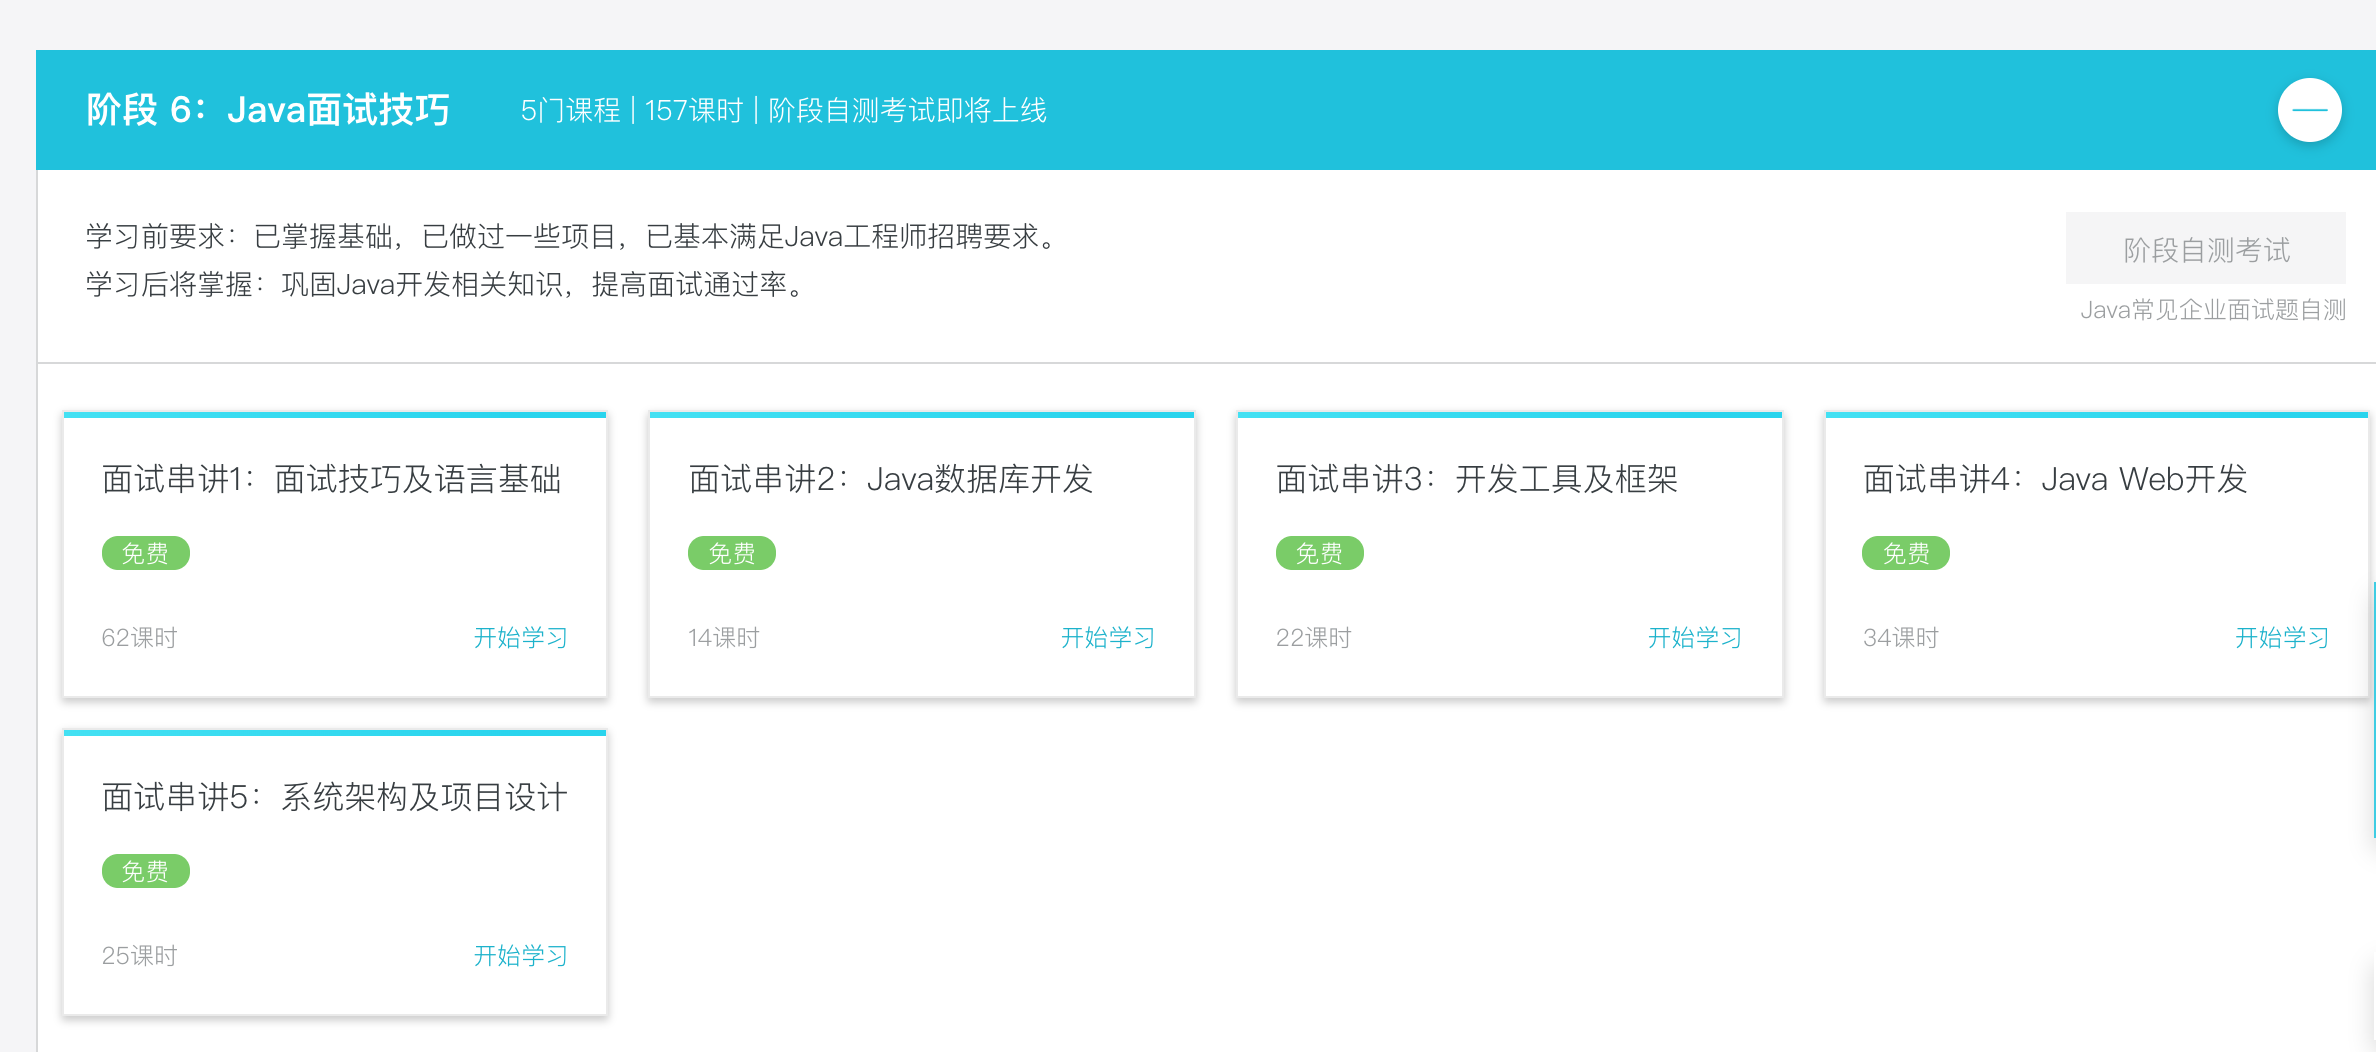 阶段 6：Java面试技巧 5门课程 | 157课时 | 阶段自测考试即将上线
学习前要求：已掌握基础，已做过一些项目，已基本满足Java工程师招聘要求。
学习后将掌握：巩固Java开发相关知识，提高面试通过率。
阶段自测考试
Java常见企业面试题自测
面试串讲1：面试技巧及语言基础
免费
62课时 开始学习
面试串讲2：Java数据库开发
免费
14课时 开始学习
面试串讲3：开发工具及框架
免费
22课时 开始学习
面试串讲4：Java Web开发
免费
34课时 开始学习
面试串讲5：系统架构及项目设计
免费
25课时 开始学习